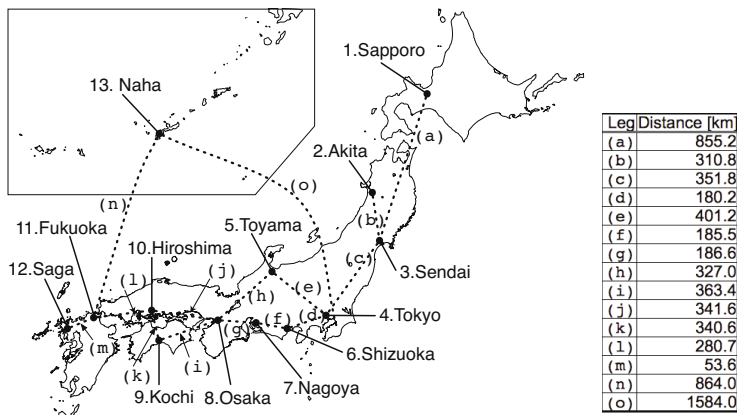 1.Sapporo
13. Naha
(a)
2.Akita
(o)
(n)
(b)
11.Fukuoka
5.Toyama
10.Hiroshima
(c)
3.Sendai
12.Saga
(l)
(j)
(h)
(e)
(d)
4.Tokyo
(g)
(f)
(m)
(k)
(i)
6.Shizuoka
9.Kochi
8.Osaka
7.Nagoya
Leg Distance [km]
(a) 855.2
(b) 310.8
(c) 351.8
(d) 180.2
(e) 401.2
(f) 185.5
(g) 186.6
(h) 327.0
(i) 363.4
(j) 341.6
(k) 340.6
(l) 280.7
(m) 53.6
(n) 864.0
(o) 1584.0